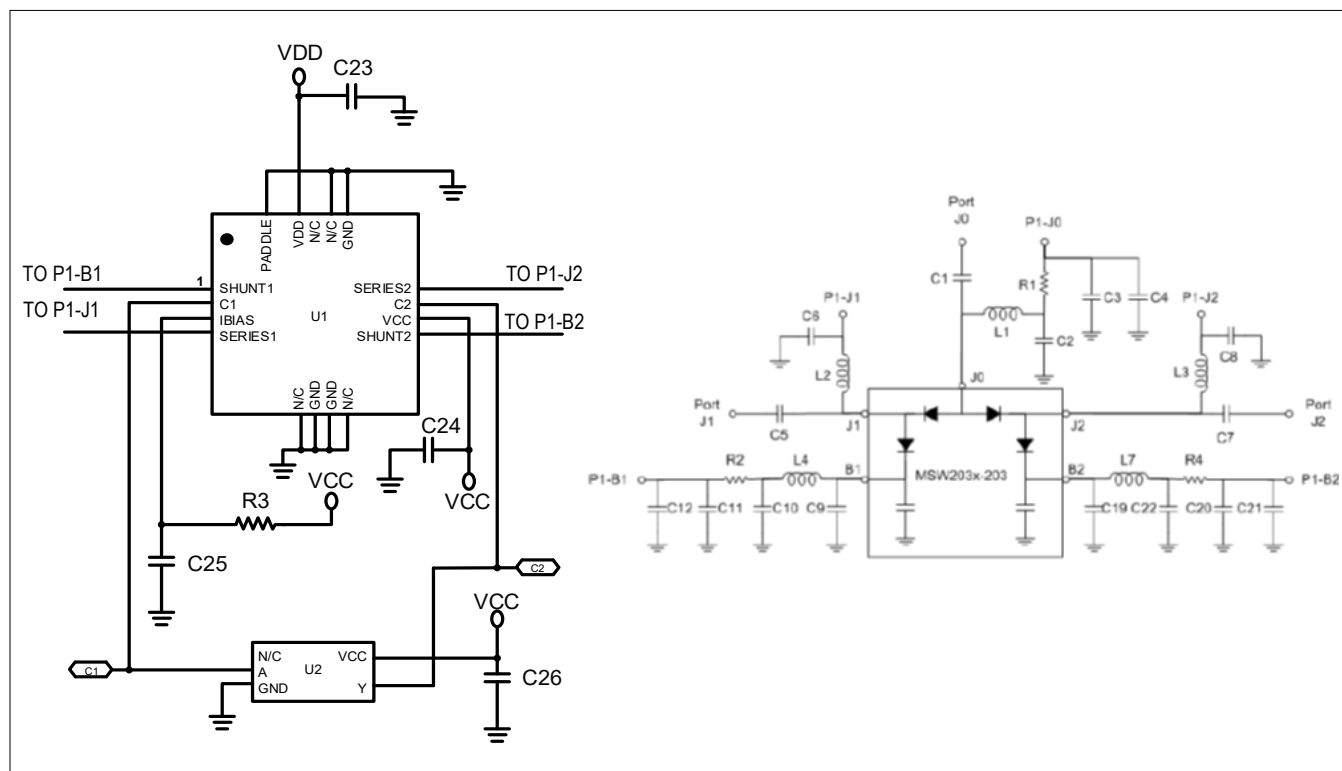 VDD
C23
PADDLE
VDD
N/C
N/C
GND
TO P1-B1
1
SHUNT1
C1
TO P1-J1
IBIAS
SERIES1
U1
SERIES2
TO P1-J2
C2
VCC
TO P1-B2
SHUNT2
N/C
GND
GND
N/C
C24
VCC
VCC
R3
C25
C2
VCC
C1
N/C
A
GND
U2
VCC
Y
C26
Port
J0
P1-J0
C1
R1
C3
C4
P1-J1
P1-J2
C6
L1
C2
C8
L2
L3
J0
Port
J1
C5
J1
J2
C7
Port
J2
P1-B1
R2
L4
B1
MSW203x-203
B2
L7
R4
P1-B2
C12
C11
C10
C9
C19
C22
C20
C21